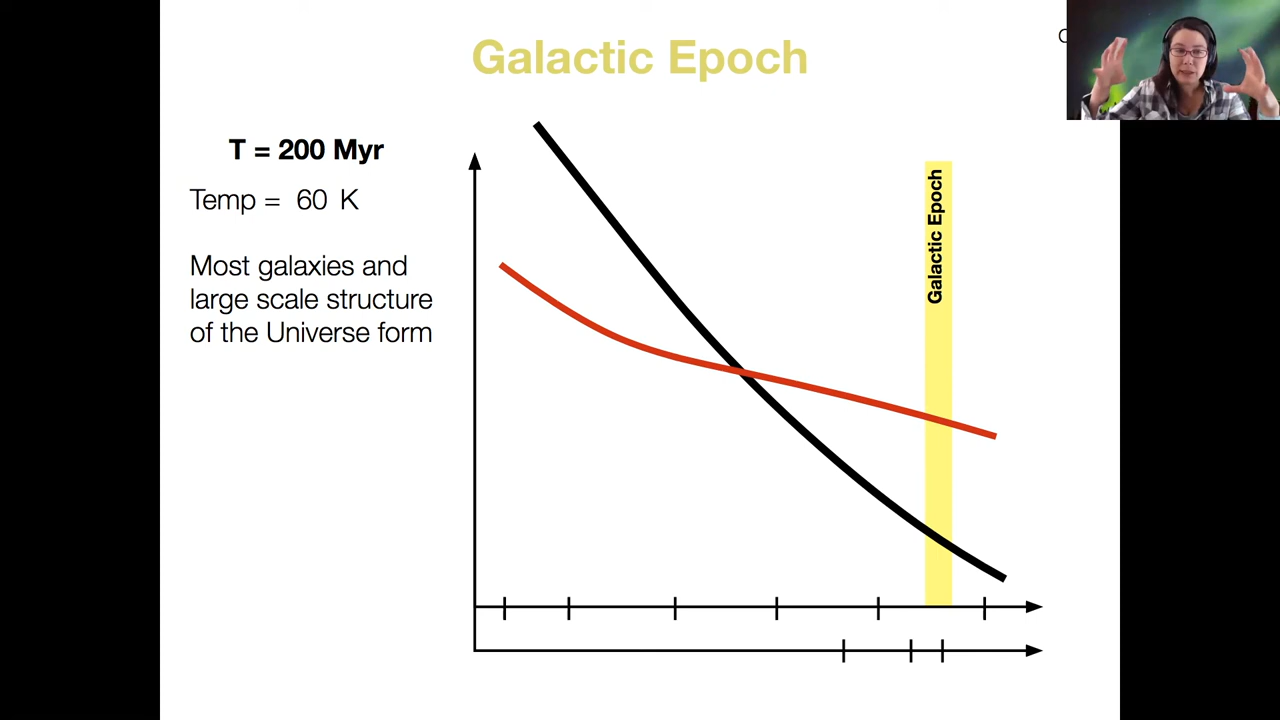 Galactic Epoch
T = 200 Myr
Temp = 60 K
Most galaxies and
large scale structure
of the Universe form
Galactic Epoch